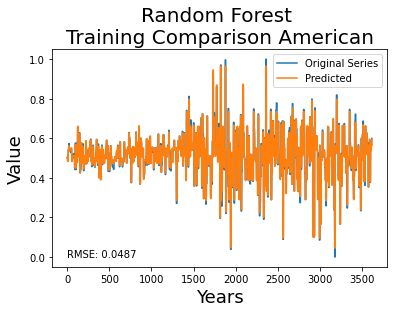 Random Forest
Training Comparison American
Original Series
Predicted
Value
1.0
0.8
0.6
0.4
0.2
0.0
RMSE: 0.0487
0 500 1000 1500 2000 2500 3000 3500
Years